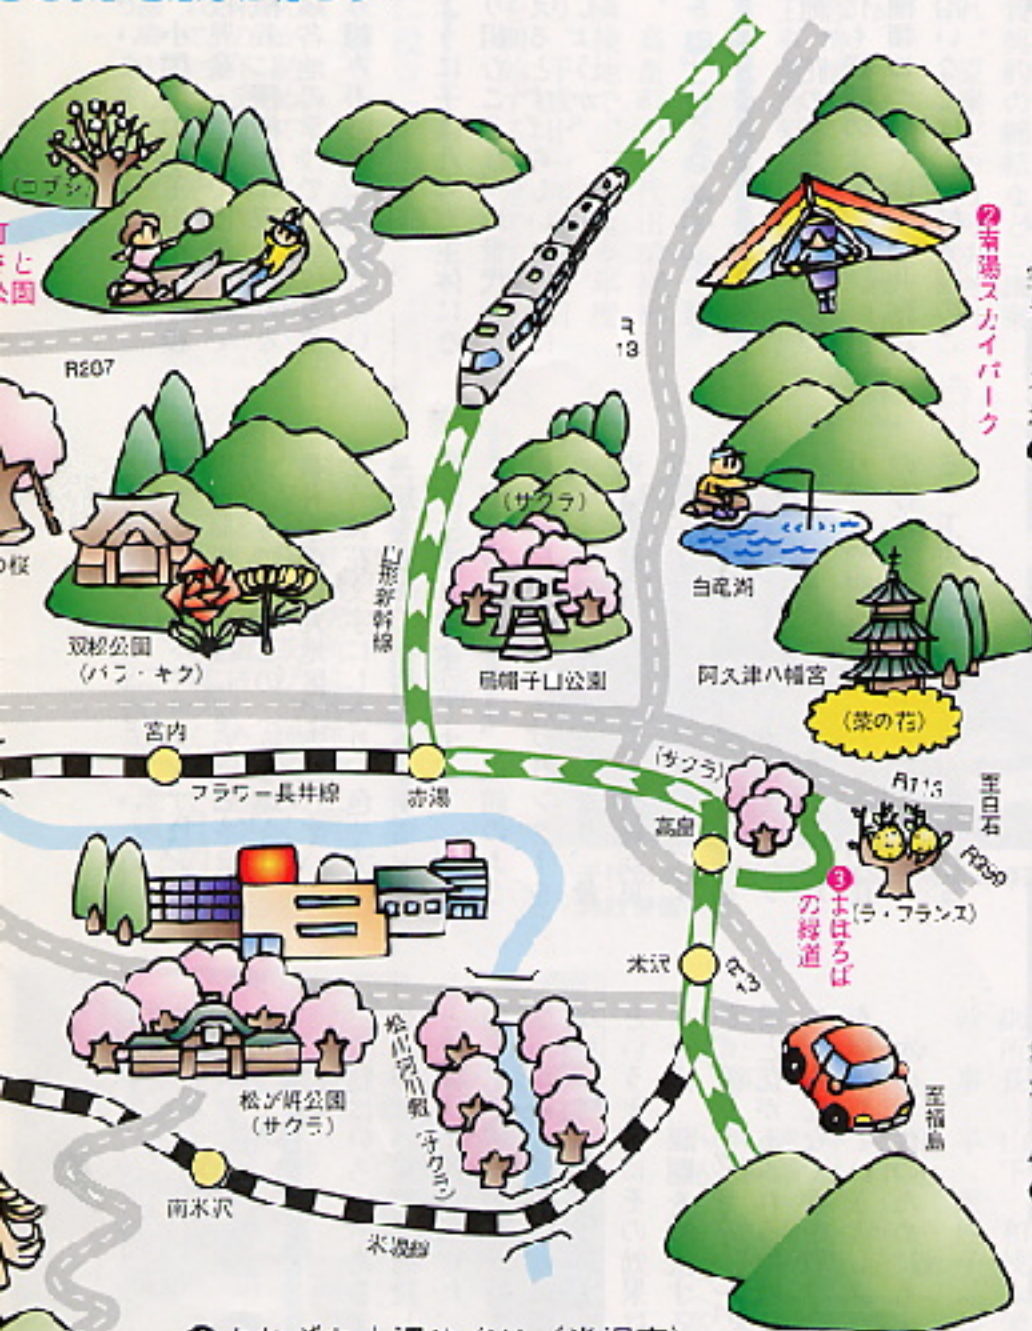 (コブシ)
公園
R287
R
13
❷南陽スカイパーク
(サクラ)
山形新幹線
白竜湖
双松公園
(バラ・キク)
烏帽子山公園
阿久津八幡宮
(菜の花)
宮内
フラワー長井線
赤湯
(サクラ)
高畠
R113
至白石
R399
❸まほろば
の緑道
(ラ・フランス)
米沢
R13
松川河川敷
(サクラ)
松が岬公園
(サクラ)
至福島
南米沢
米坂線